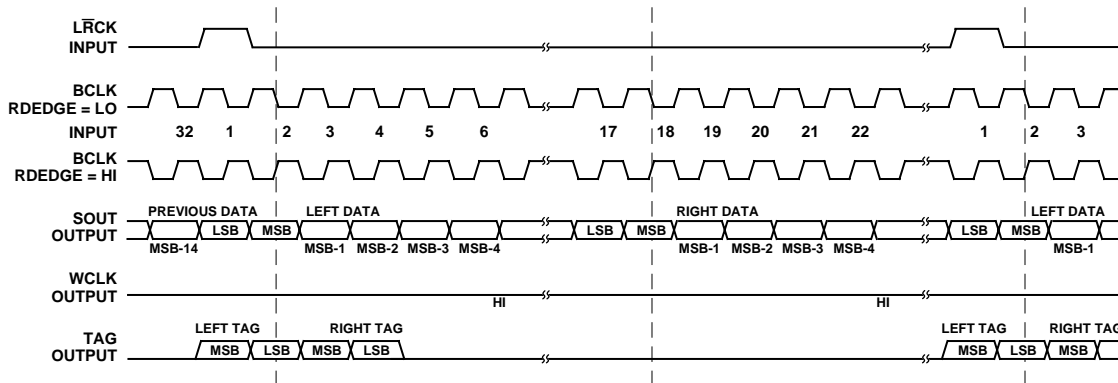 LRCK
INPUT
BCLK
RDEDGE = LO
INPUT
32 1 2 3 4 5 6 17 18 19 20 21 22 1 2 3
BCLK
RDEDGE = HI
SOUT
OUTPUT
PREVIOUS DATA LEFT DATA RIGHT DATA LEFT DATA
LSB MSB LSB MSB LSB MSB
MSB-14 MSB-1 MSB-2 MSB-3 MSB-4 MSB-1 MSB-2 MSB-3 MSB-4 MSB-1
WCLK
OUTPUT
HI HI
TAG
OUTPUT
LEFT TAG RIGHT TAG LEFT TAG RIGHT TAG
MSB LSB MSB LSB MSB LSB MSB